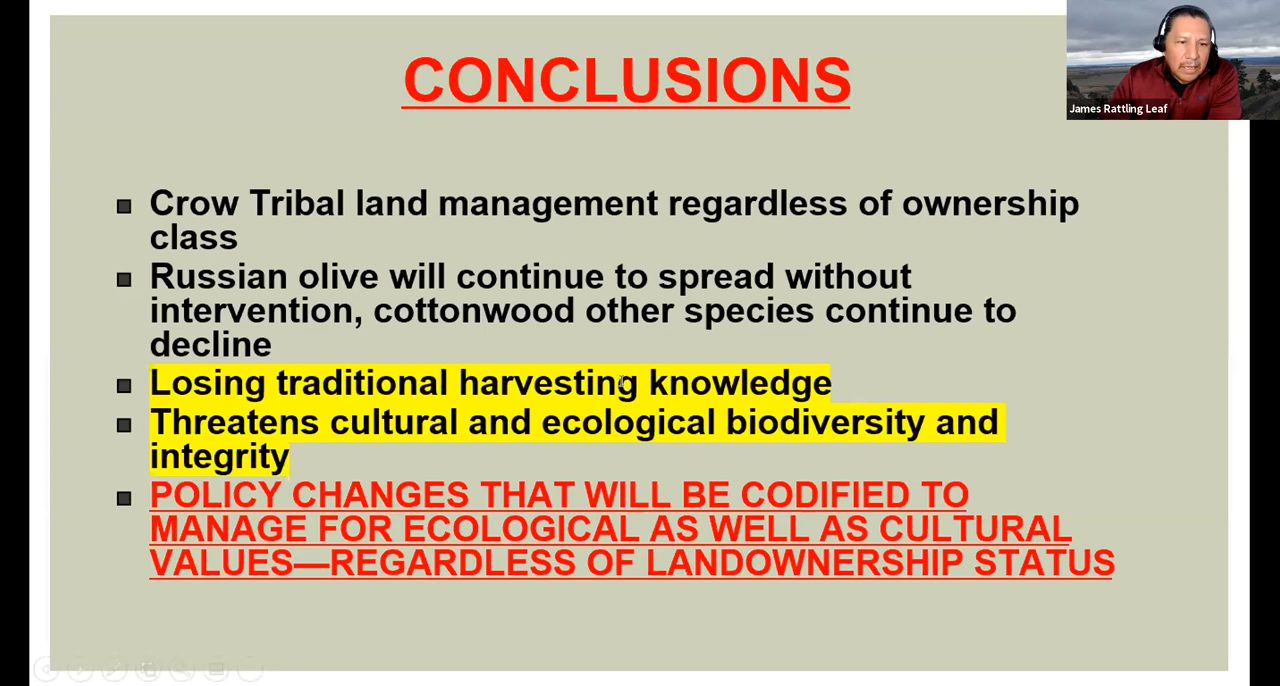 CONCLUSIONS
James Rattling Leaf
Crow Tribal land management regardless of ownership
class
Russian olive will continue to spread without
intervention, cottonwood other species continue to
decline
Losing traditional harvesting knowledge
Threatens cultural and ecological biodiversity and
integrity
POLICY CHANGES THAT WILL BE CODIFIED TO
MANAGE FOR ECOLOGICAL AS WELL AS CULTURAL
VALUES—REGARDLESS OF LANDOWNERSHIP STATUS